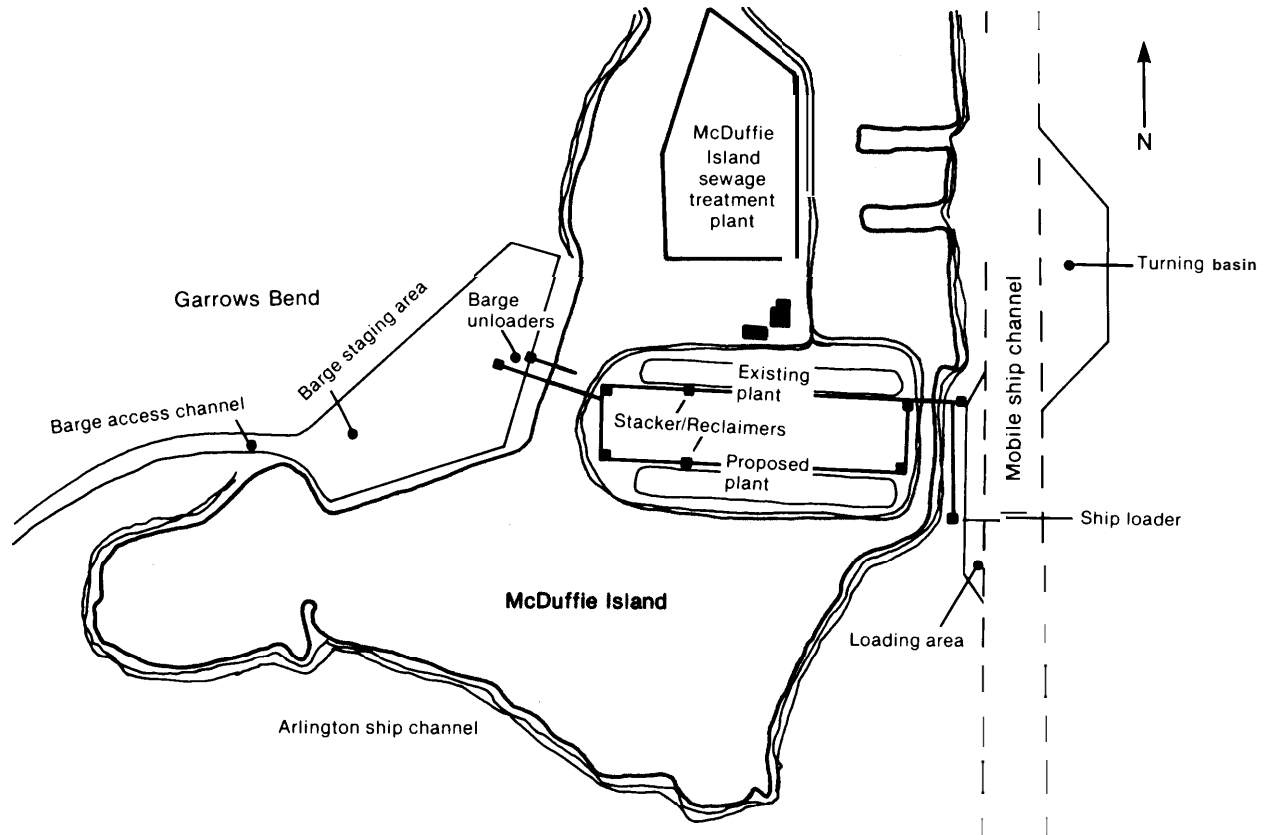 McDuffie
Island
sewage
treatment
plant
N
Turning basin
Garrows Bend
Barge staging area
Barge
unloaders
Mobile ship channel
Existing
plant
Barge access channel
Stacker/Reclaimers
Proposed
plant
Ship loader
McDuffie Island
Loading area
Arlington ship channel